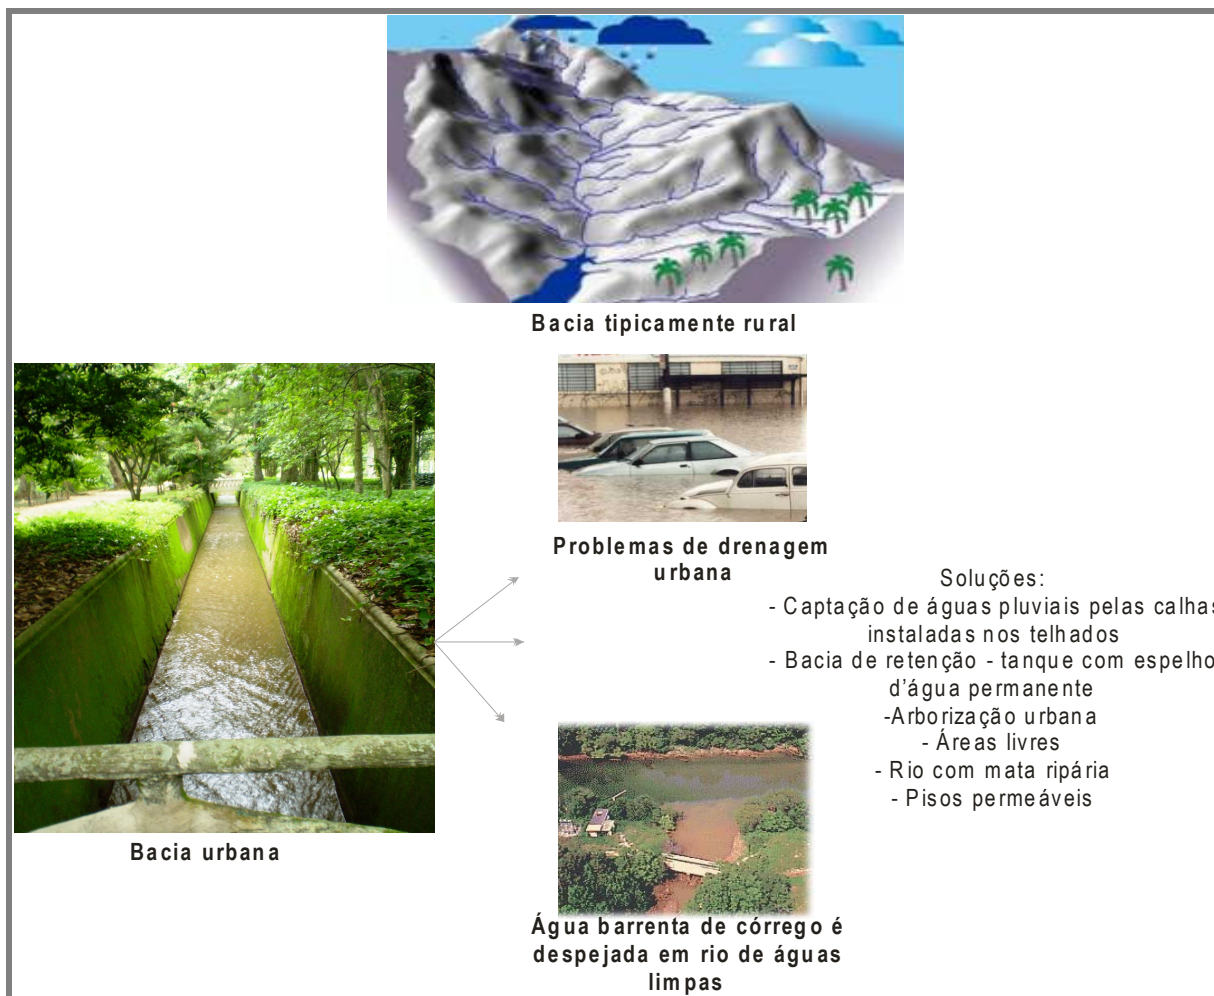 Bacia tipicamente rural
Problemas de drenagem
urbana
Soluções:
- Captação de águas pluviais pelas calhas
instaladas nos telhados
- Bacia de retenção - tanque com espelho
d'água permanente
-Arborização urbana
- Áreas livres
- Rio com mata ripária
- Pisos permeáveis
Bacia urbana
Água barrenta de córrego é
despejada em rio de águas
limpas